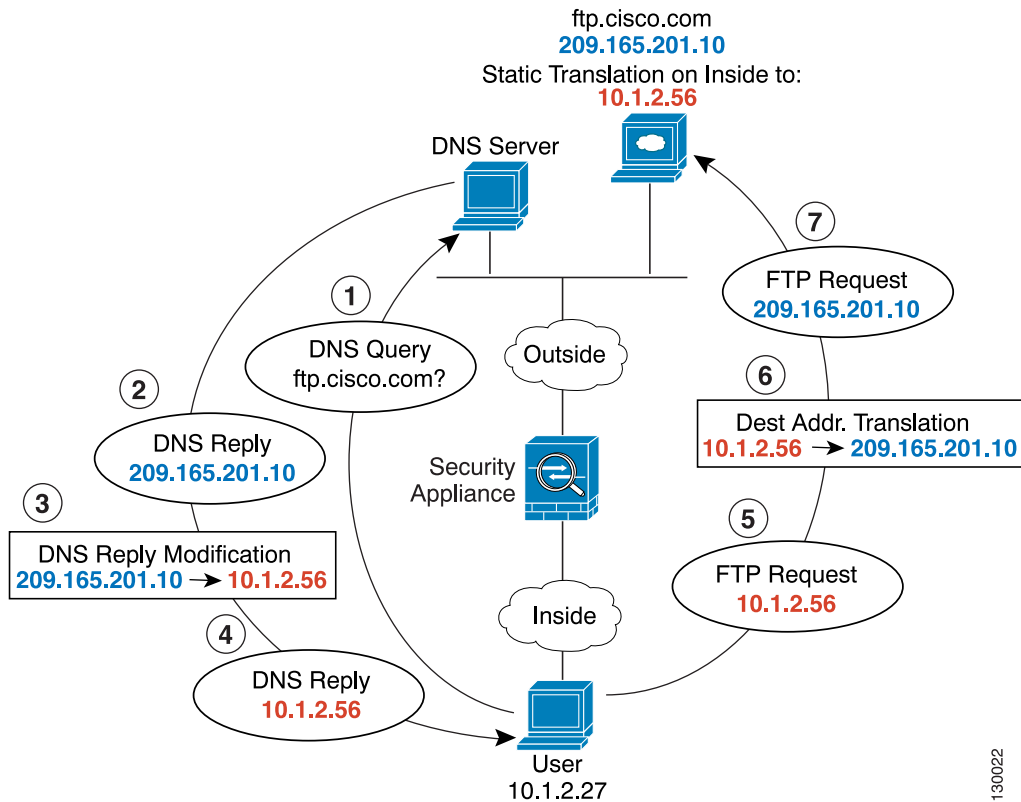 ftp.cisco.com
209.165.201.10
Static Translation on Inside to:
10.1.2.56
DNS Server
7
FTP Request
209.165.201.10
1
DNS Query
ftp.cisco.com?
Outside
2
DNS Reply
209.165.201.10
6
Dest Addr. Translation
10.1.2.56 → 209.165.201.10
Security
Appliance
3
DNS Reply Modification
209.165.201.10 → 10.1.2.56
5
FTP Request
10.1.2.56
Inside
4
DNS Reply
10.1.2.56
User
10.1.2.27
130022